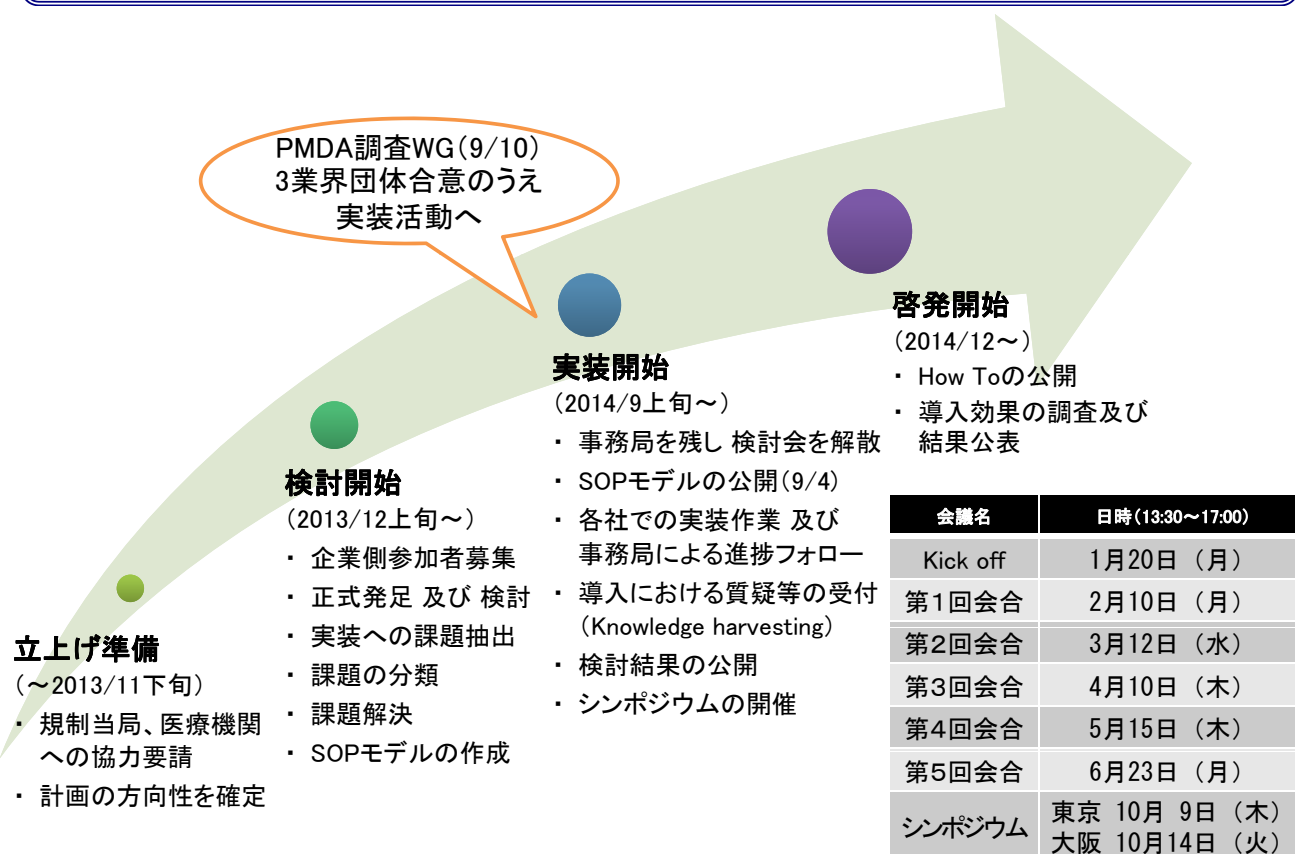 PMDA調査WG(9/10)
3業界団体合意のうえ
実装活動へ
立上げ準備
(～2013/11下旬)
・ 規制当局、医療機関
への協力要請
・ 計画の方向性を確定
検討開始
(2013/12上旬～)
・ 企業側参加者募集
・ 正式発足 及び 検討
・ 実装への課題抽出
・ 課題の分類
・ 課題解決
・ SOPモデルの作成
実装開始
(2014/9上旬～)
・ 事務局を残し 検討会を解散
・ SOPモデルの公開(9/4)
・ 各社での実装作業 及び
事務局による進捗フォロー
・ 導入における質疑等の受付
(Knowledge harvesting)
・ 検討結果の公開
・ シンポジウムの開催
啓発開始
(2014/12～)
・ How Toの公開
・ 導入効果の調査及び
結果公表
会議名 日時(13:30～17:00)
Kick off 1月20日 (月)
第1回会合 2月10日 (月)
第2回会合 3月12日 (水)
第3回会合 4月10日 (木)
第4回会合 5月15日 (木)
第5回会合 6月23日 (月)
シンポジウム 東京 10月 9日 (木)
大阪 10月14日 (火)